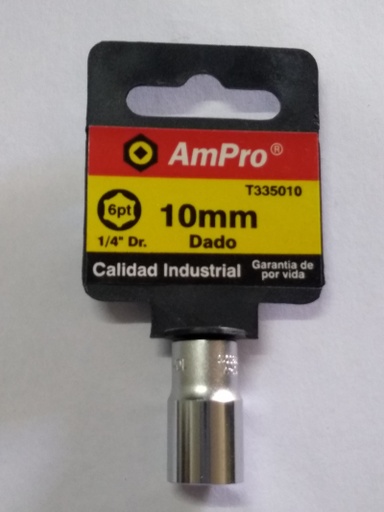 AmPro®
T335010
6pt
10mm
1/4" Dr.
Dado
Calidad Industrial
Garantia de
por vida